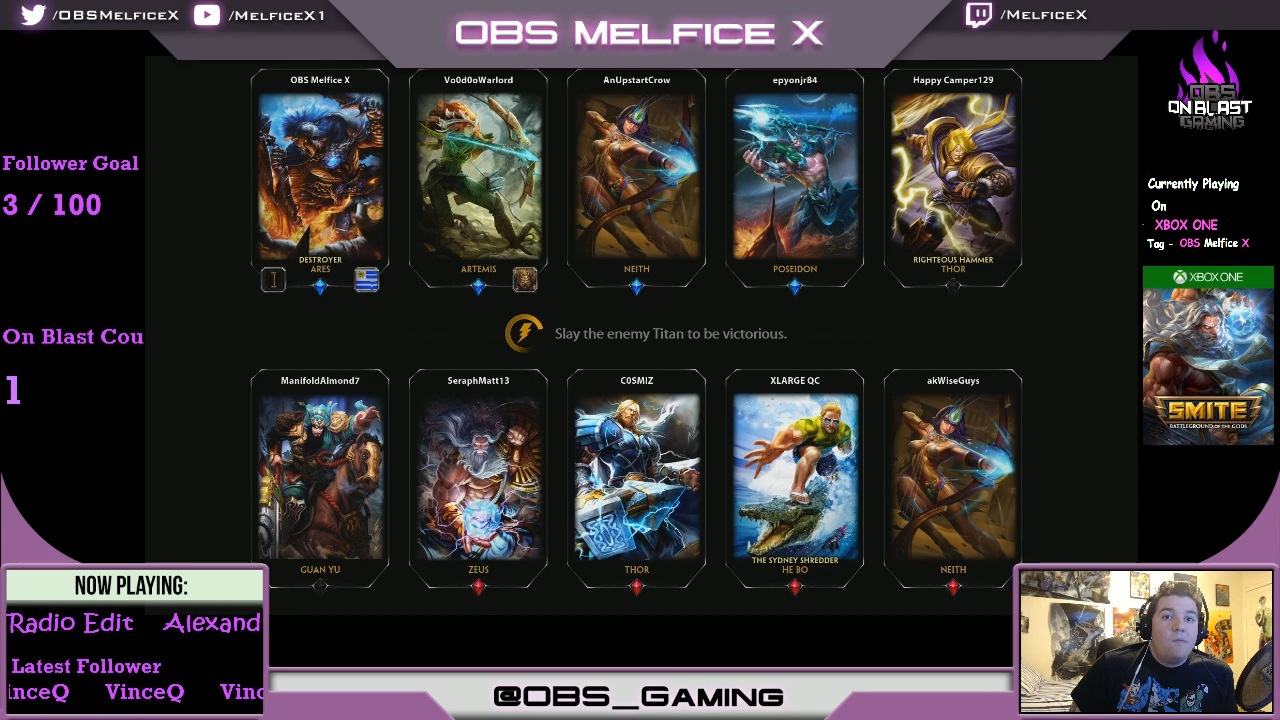 /OBSMelficeX
/MelficeX1
OBS Melfice X
/MelficeX
OBS
ON BLAST
GAMING
OBS Melfice X
Vo0d0oWarlord
AnUpstartCrow
epyonjr84
Happy Camper129
DESTROYER
ARES
ARTEMIS
NEITH
POSEIDON
RIGHTEOUS HAMMER
THOR
Follower Goal
3 / 100
Currently Playing
On
XBOX ONE
Tag - OBS Melfice X
XBOX ONE
SMITE
BATTLEGROUND OF THE GODS
Slay the enemy Titan to be victorious.
On Blast Cou
1
ManifoldAlmond7
SeraphMatt13
C0SMIZ
XLARGE QC
akWiseGuys
GUAN YU
ZEUS
THOR
THE SYDNEY SHREDDER
HE BO
NEITH
NOW PLAYING:
Radio Edit Alexand
Latest Follower
inceQ VinceQ Vinc
@OBS_Gaming